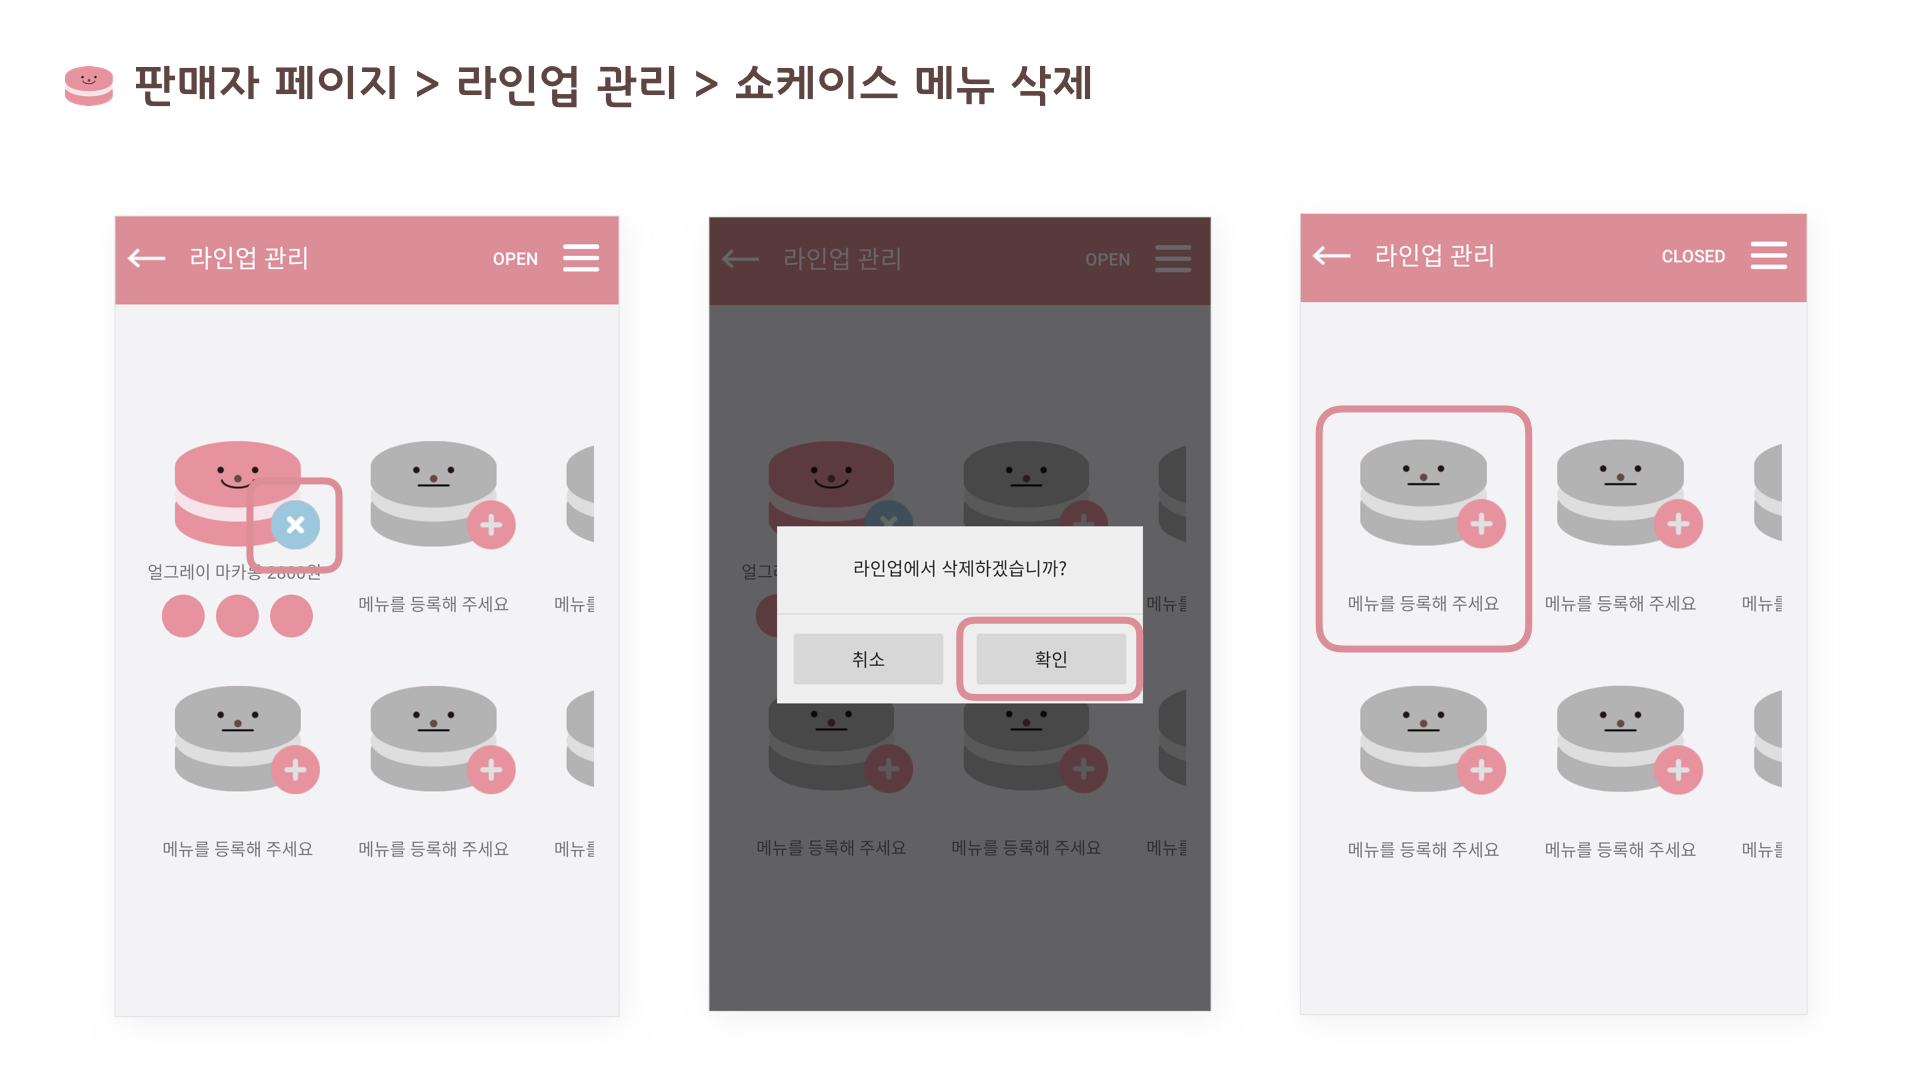 판매자 페이지 > 라인업 관리 > 쇼케이스 메뉴 삭제
라인업 관리 OPEN
얼그레이 마카롱 2800원
메뉴를 등록해 주세요
메뉴를
메뉴를 등록해 주세요
메뉴를 등록해 주세요
메뉴를
라인업 관리 OPEN
얼그
라인업에서 삭제하겠습니까?
메뉴를
취소
확인
메뉴를 등록해 주세요
메뉴를 등록해 주세요
메뉴를
라인업 관리 CLOSED
메뉴를 등록해 주세요
메뉴를 등록해 주세요
메뉴를
메뉴를 등록해 주세요
메뉴를 등록해 주세요
메뉴를